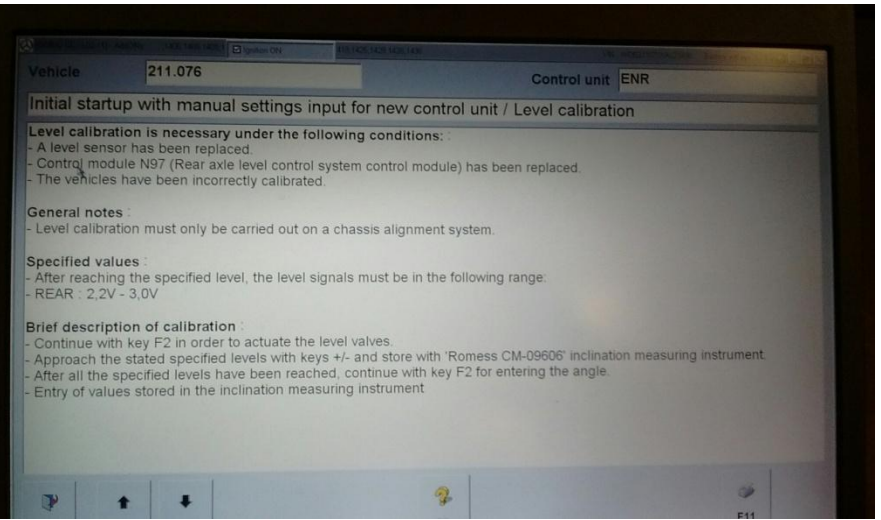 Ignition ON
Vehicle 211.076 Control unit ENR
Initial startup with manual settings input for new control unit / Level calibration
Level calibration is necessary under the following conditions: :
- A level sensor has been replaced.
- Control module N97 (Rear axle level control system control module) has been replaced.
- The vehicles have been incorrectly calibrated.
General notes :
- Level calibration must only be carried out on a chassis alignment system.
Specified values :
- After reaching the specified level, the level signals must be in the following range:
- REAR : 2,2V - 3,0V
Brief description of calibration :
- Continue with key F2 in order to actuate the level valves.
- Approach the stated specified levels with keys +/- and store with 'Romess CM-09606' inclination measuring instrument.
- After all the specified levels have been reached, continue with key F2 for entering the angle.
- Entry of values stored in the inclination measuring instrument
F11